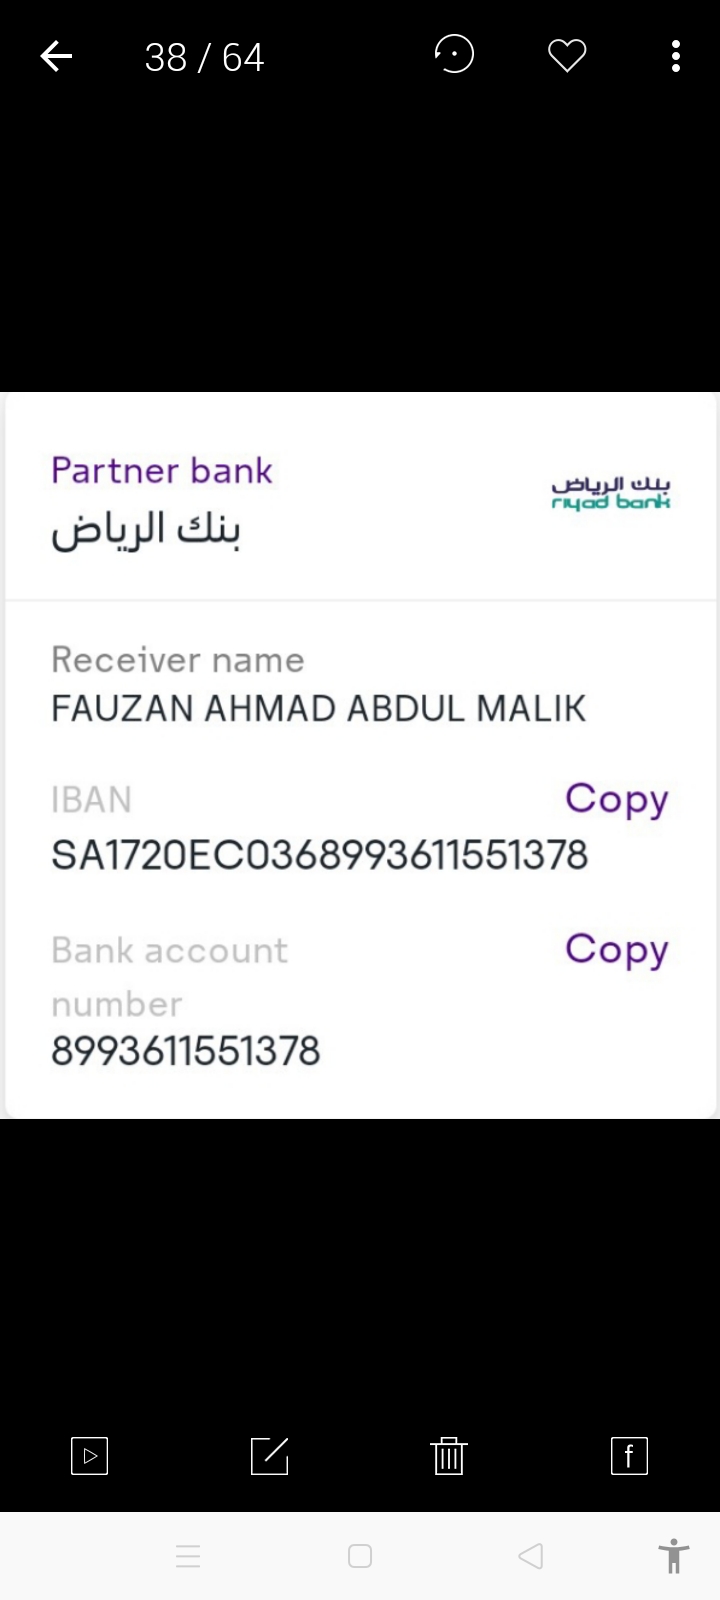 38 / 64
Partner bank
بنك الرياض
بنك الرياض
riyad bank
Receiver name
FAUZAN AHMAD ABDUL MALIK
IBAN
Copy
SA1720EC0368993611551378
Bank account
number
Copy
8993611551378
f